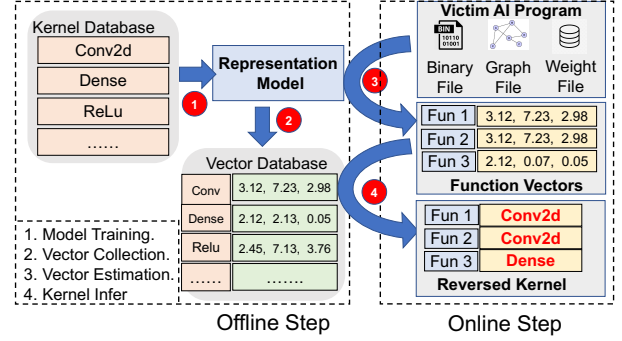 Kernel Database
Conv2d
Dense
ReLu
......
1
Representation
Model
2
Vector Database
Conv 3.12, 7.23, 2.98
Dense 2.12, 2.13, 0.05
Relu 2.45, 7.13, 3.76
...... .......
1. Model Training.
2. Vector Collection.
3. Vector Estimation.
4. Kernel Infer
Offline Step
3
4
Victim AI Program
BIN
10110
01001
Binary Graph Weight
File File File
Fun 1 3.12, 7.23, 2.98
Fun 2 3.12, 7.23, 2.98
Fun 3 2.12, 0.07, 0.05
Function Vectors
Fun 1 Conv2d
Fun 2 Conv2d
Fun 3 Dense
Reversed Kernel
Online Step